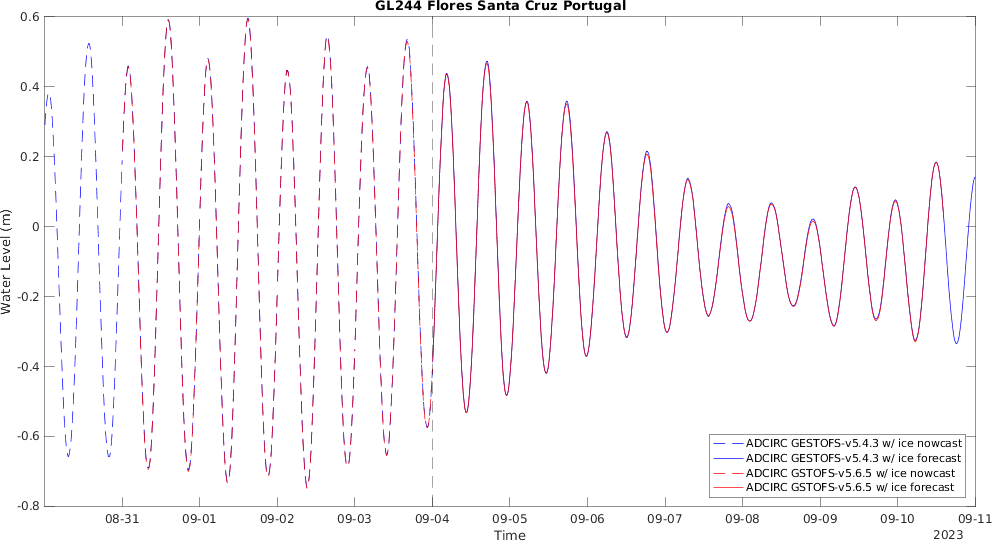 GL244 Flores Santa Cruz Portugal
0.6
0.4
0.2
0
-0.2
-0.4
-0.6
-0.8
Water Level (m)
ADCIRC GESTOFS-v5.4.3 w/ ice nowcast
ADCIRC GESTOFS-v5.4.3 w/ ice forecast
ADCIRC GSTOFS-v5.6.5 w/ ice nowcast
ADCIRC GSTOFS-v5.6.5 w/ ice forecast
08-31 09-01 09-02 09-03 09-04 09-05 09-06 09-07 09-08 09-09 09-10 09-11
Time
2023